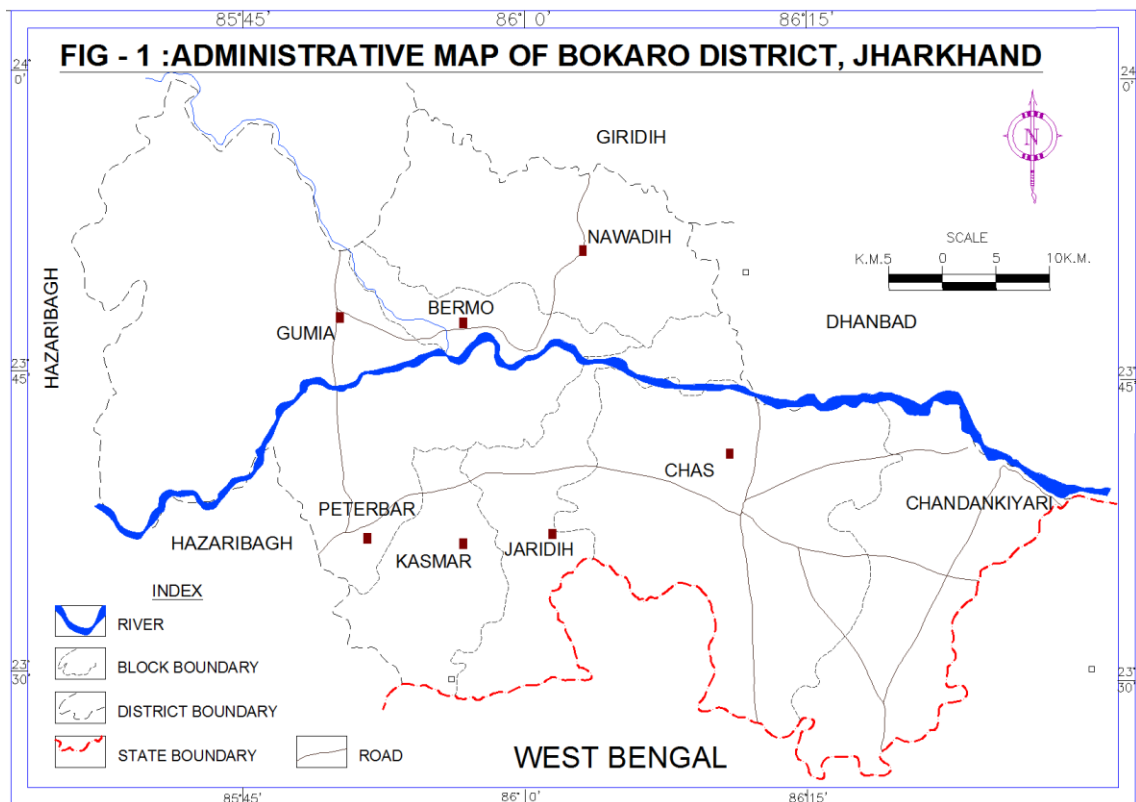 85°45' 86°0' 86°15'
FIG - 1 :ADMINISTRATIVE MAP OF BOKARO DISTRICT, JHARKHAND
24°
0'
24°
0'
GIRIDIH
N
NAWADIH
SCALE
K.M.5 0 5 10K.M.
HAZARIBAGH
BERMO
GUMIA
DHANBAD
23°
45'
23°
45'
CHAS
PETERBAR
CHANDANKIYARI
HAZARIBAGH
KASMAR
JARIDIH
INDEX
RIVER
BLOCK BOUNDARY
DISTRICT BOUNDARY
STATE BOUNDARY
ROAD
23°
30'
23°
30'
WEST BENGAL
85°45' 86°0' 86°15'